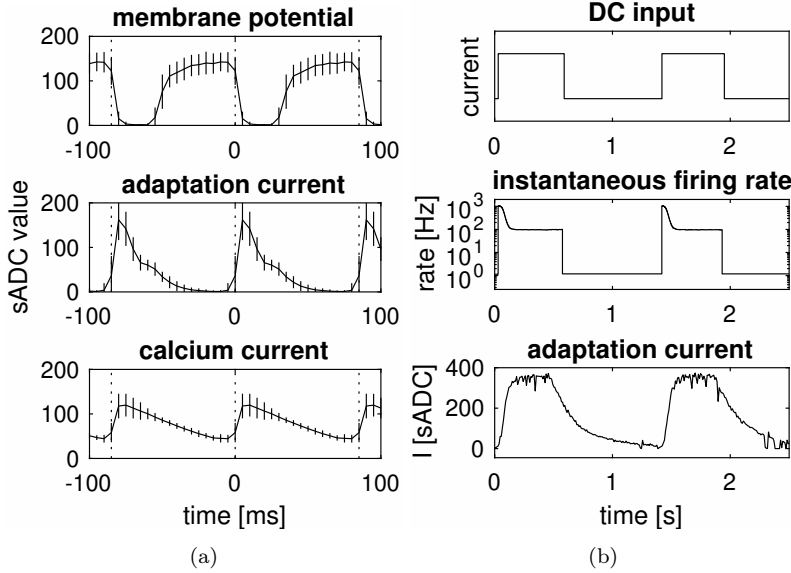 membrane potential
200
100
0
-100 0 100
adaptation current
200
100
0
-100 0 100
calcium current
200
100
0
-100 0 100
sADC value
time [ms]
(a)
DC input
current
0 1 2
instantaneous firing rate
10³
10²
10¹
10⁰
rate [Hz]
0 1 2
adaptation current
400
200
0
I [sADC]
0 1 2
time [s]
(b)